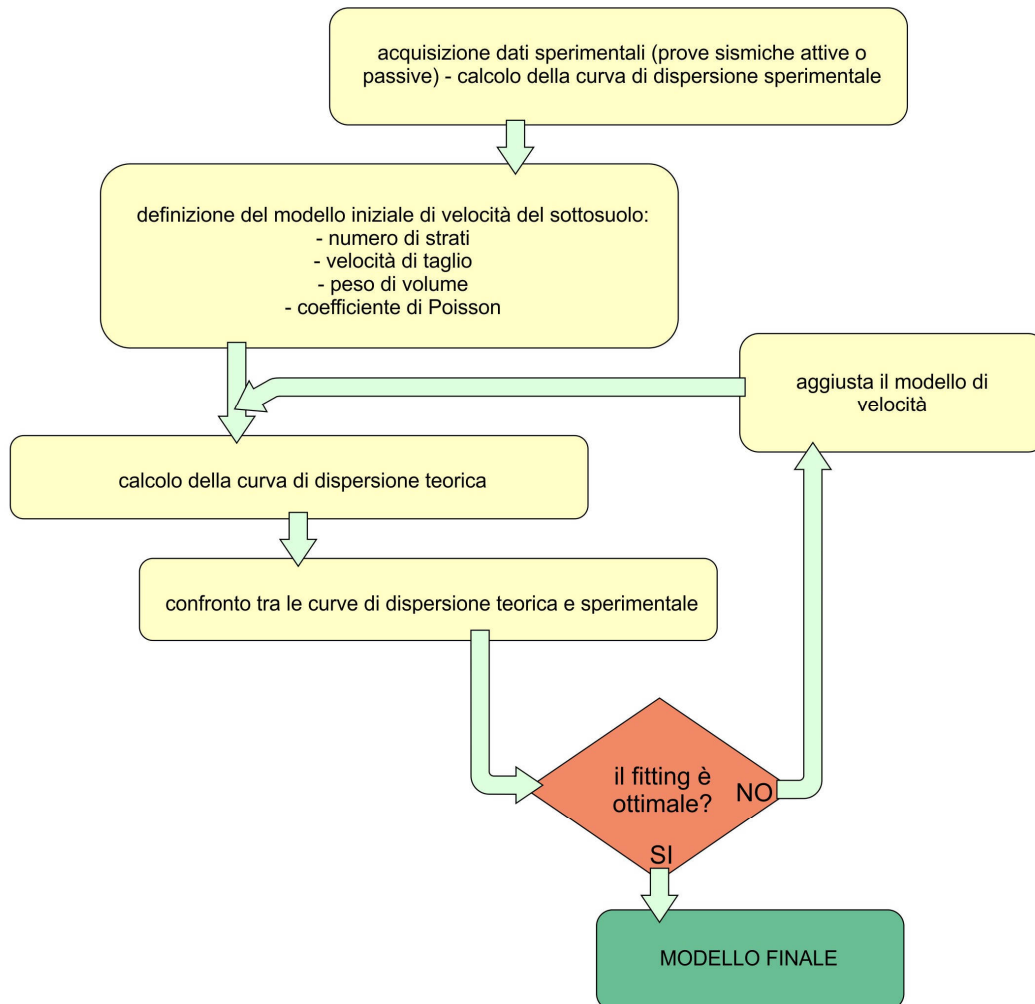 acquisizione dati sperimentali (prove sismiche attive o
passive) - calcolo della curva di dispersione sperimentale
definizione del modello iniziale di velocità del sottosuolo:
- numero di strati
- velocità di taglio
- peso di volume
- coefficiente di Poisson
aggiusta il modello di
velocità
calcolo della curva di dispersione teorica
confronto tra le curve di dispersione teorica e sperimentale
il fitting è
ottimale?
NO
SI
MODELLO FINALE